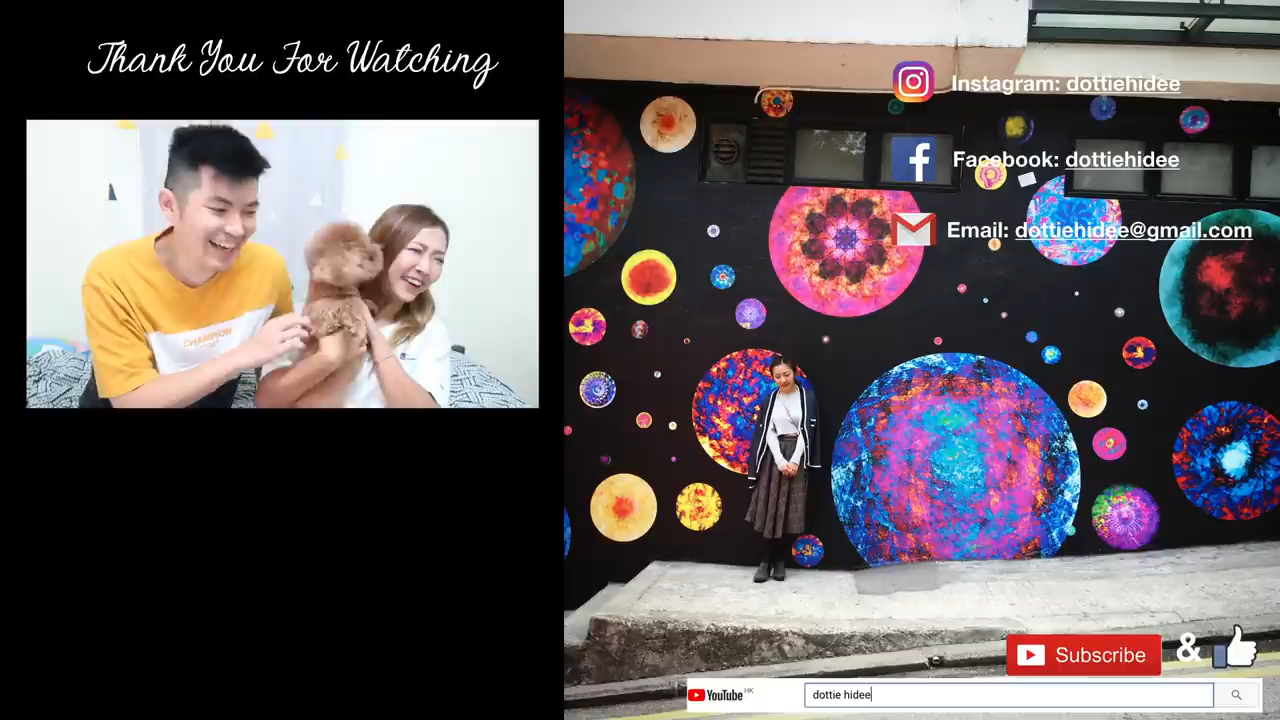 Thank You For Watching
CHAMPION
Instagram: dottiehidee
Facebook: dottiehidee
Email: dottiehidee@gmail.com
Subscribe
&
YouTube HK
dottie hidee